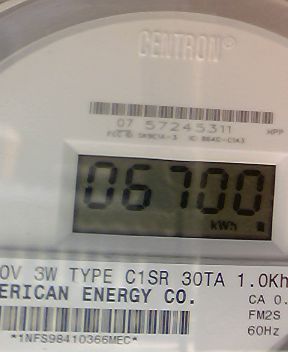 CENTRON®
07 57245311
HPP
06700
kWh
0V 3W TYPE C1SR 30TA 1.0Kh
ERICAN ENERGY CO.
CA 0.
FM2S
60Hz
*1NFS98410366MEC*